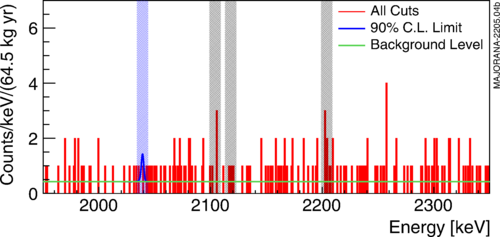 Counts/keV/(64.5 kg yr)
6
4
2
0
All Cuts
90% C.L. Limit
Background Level
2000
2100
2200
2300
Energy [keV]
MAJORANA-2205.04b